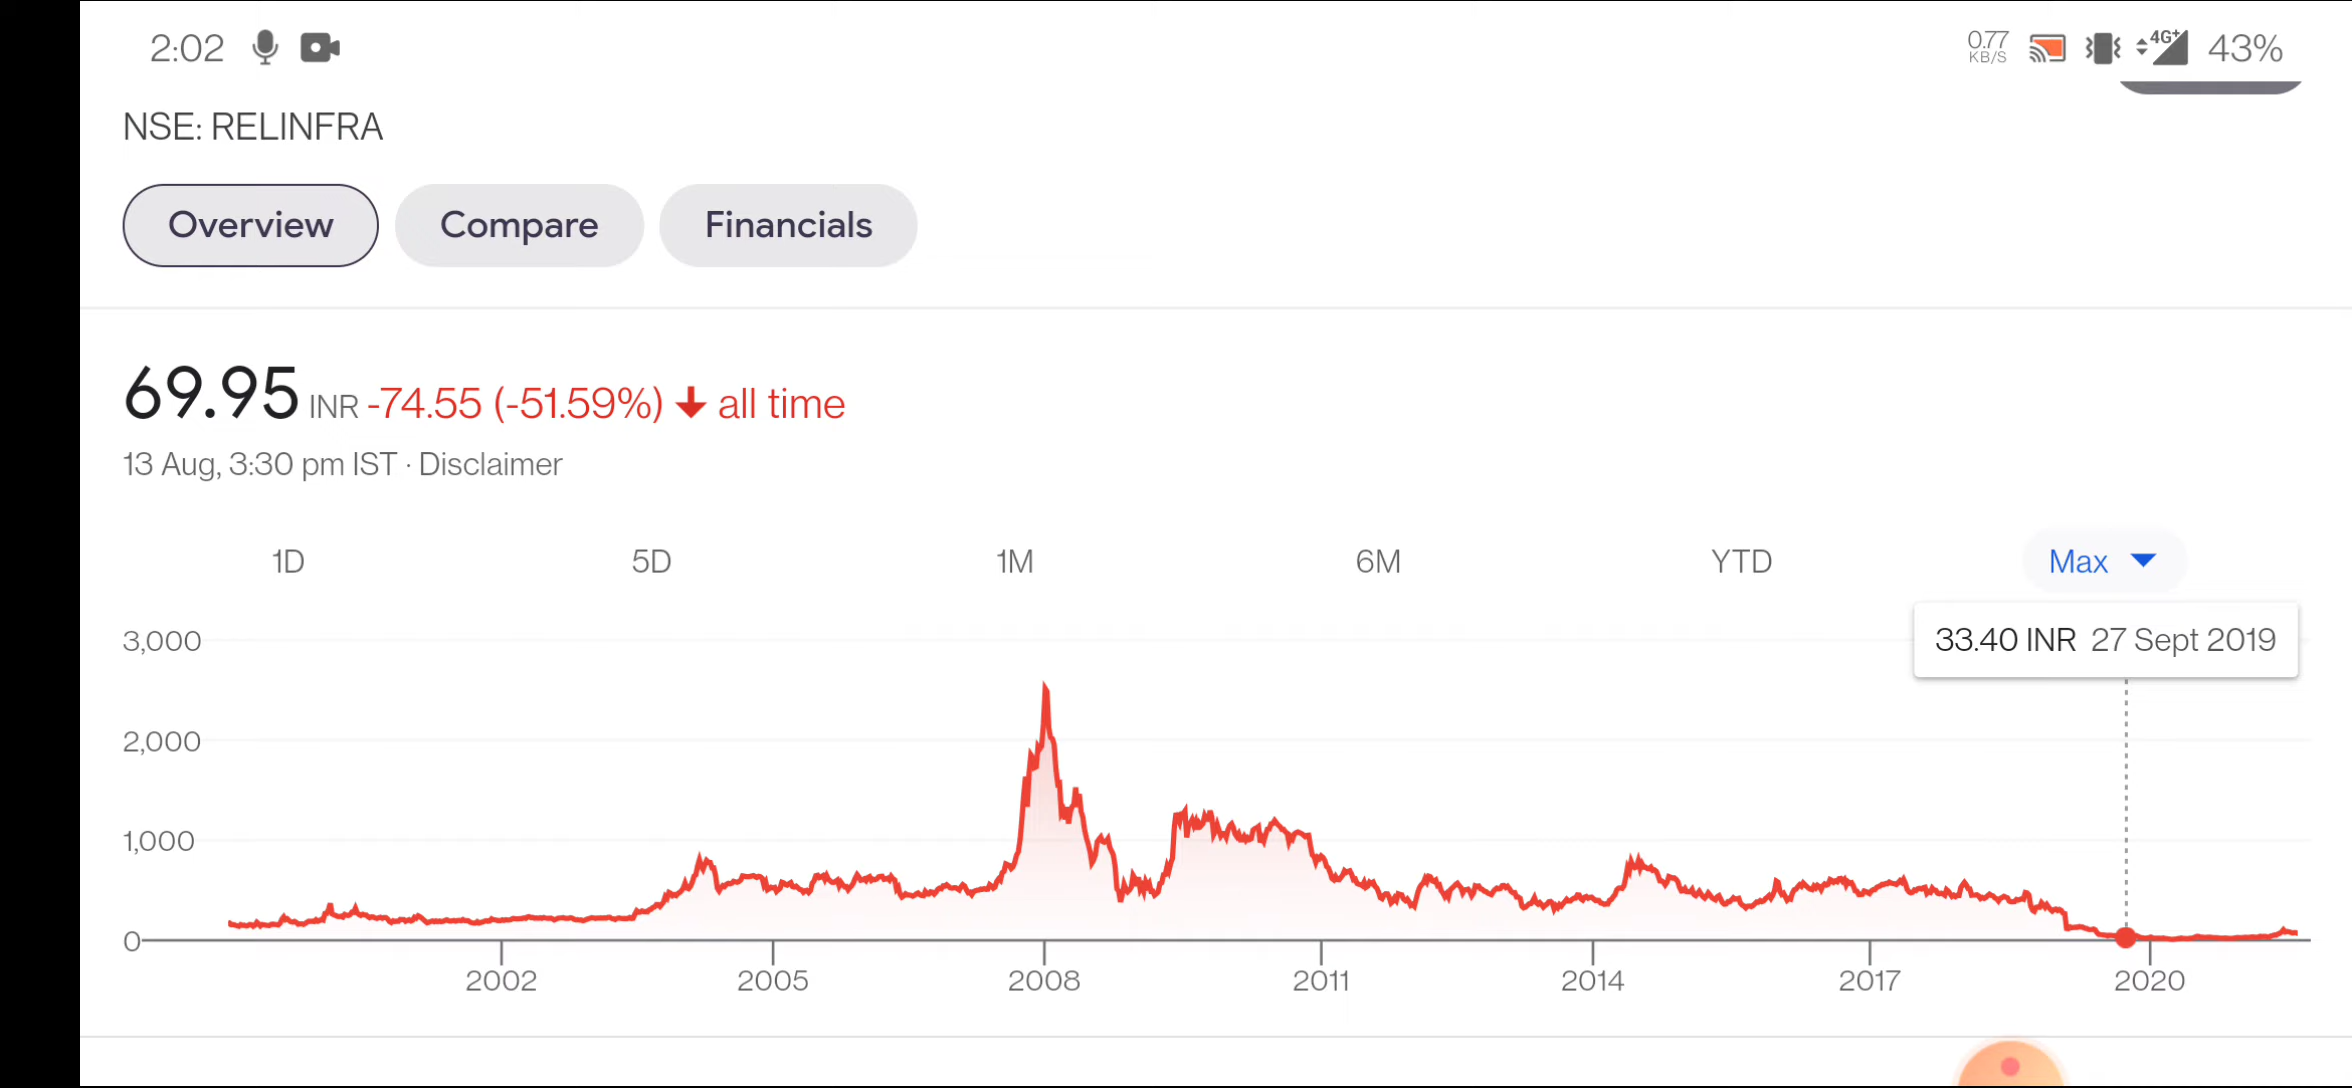 2:02 0.77 KB/S 4G+ 43%
NSE: RELINFRA
Overview Compare Financials
69.95 INR -74.55 (-51.59%) ↓ all time
13 Aug, 3:30 pm IST · Disclaimer
1D 5D 1M 6M YTD Max
33.40 INR 27 Sept 2019
3,000
2,000
1,000
0
2002 2005 2008 2011 2014 2017 2020